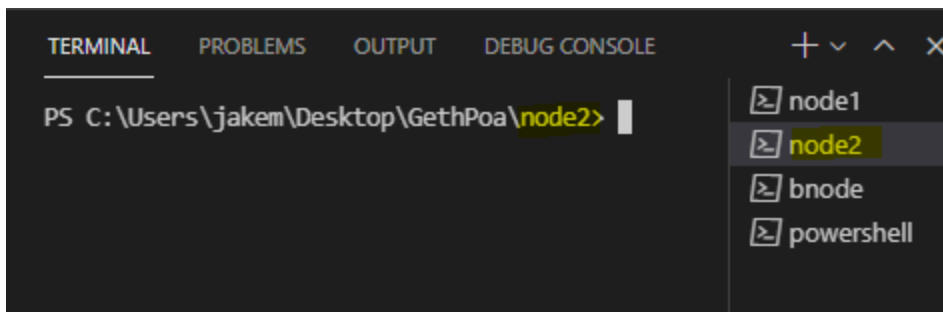 TERMINAL PROBLEMS OUTPUT DEBUG CONSOLE
PS C:\Users\jakem\Desktop\GethPoa\node2>
node1
node2
bnode
powershell